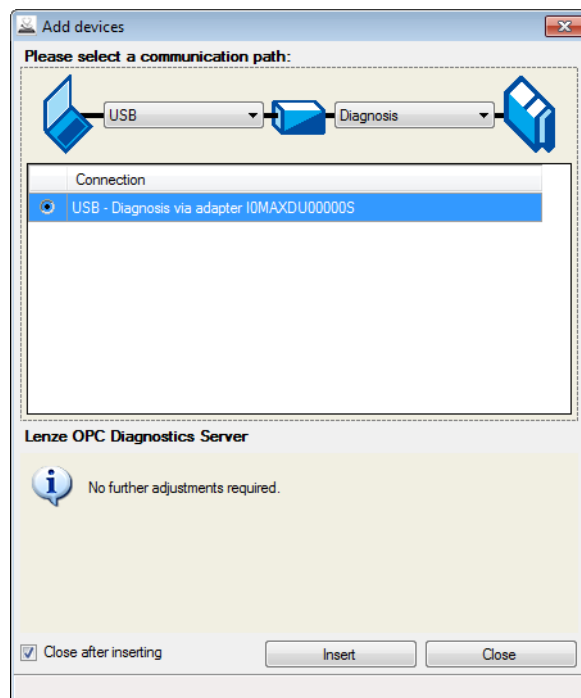 Add devices
Please select a communication path:
USB
Diagnosis
Connection
USB - Diagnosis via adapter I0MAXDU00000S
Lenze OPC Diagnostics Server
No further adjustments required.
Close after inserting
Insert
Close